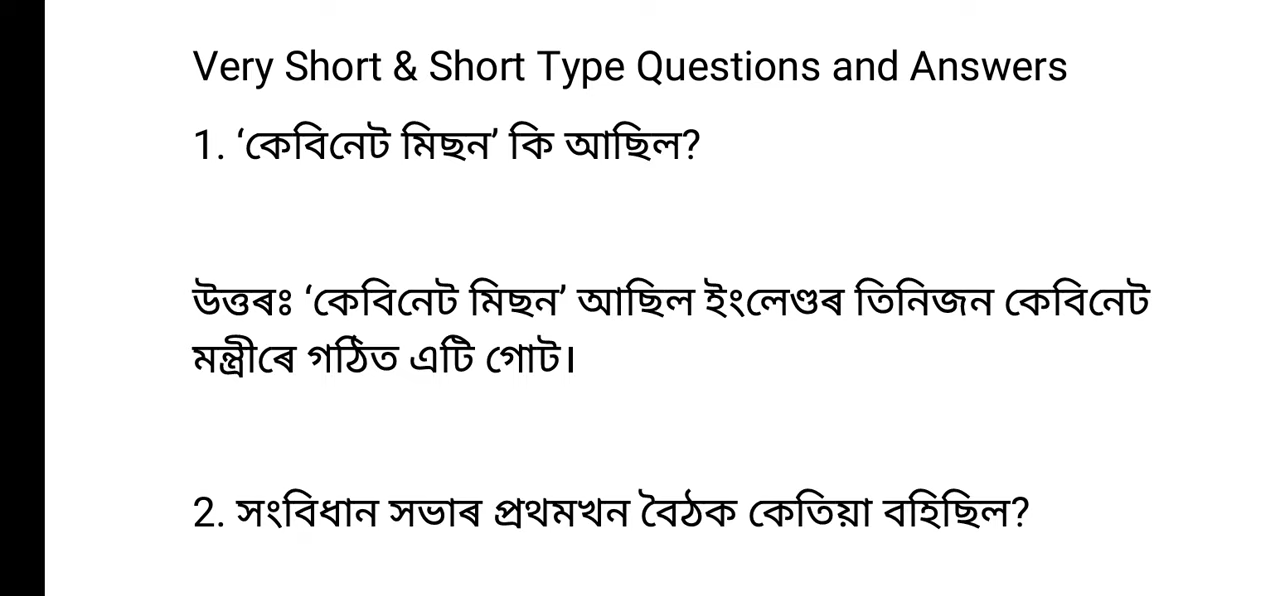 Very Short & Short Type Questions and Answers
1. ‘কেবিনেট মিছন’ কি আছিল?
উত্তৰঃ ‘কেবিনেট মিছন’ আছিল ইংলেণ্ডৰ তিনিজন কেবিনেট
মন্ত্ৰীৰে গঠিত এটি গোট।
2. সংবিধান সভাৰ প্ৰথমখন বৈঠক কেতিয়া বহিছিল?